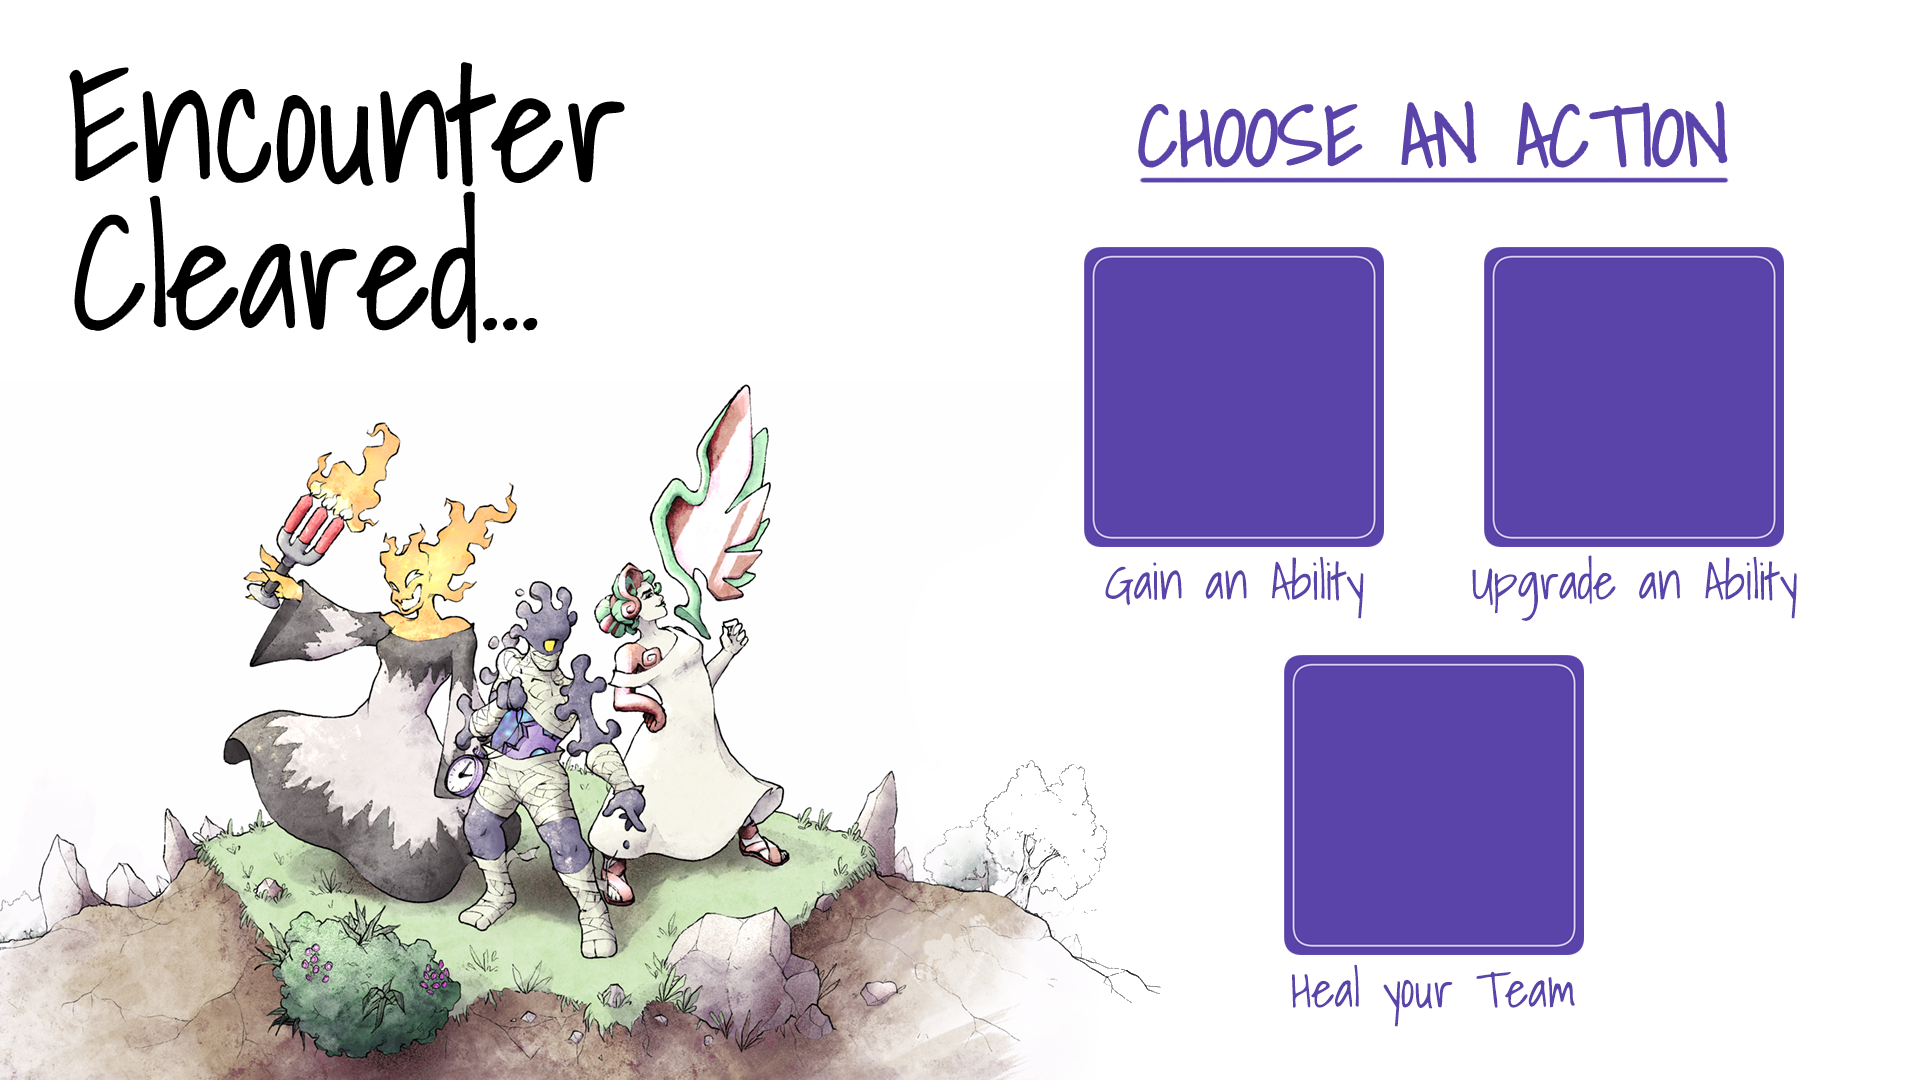 Encounter
Cleared...
CHOOSE AN ACTION
Gain an Ability
Upgrade an Ability
Heal your Team